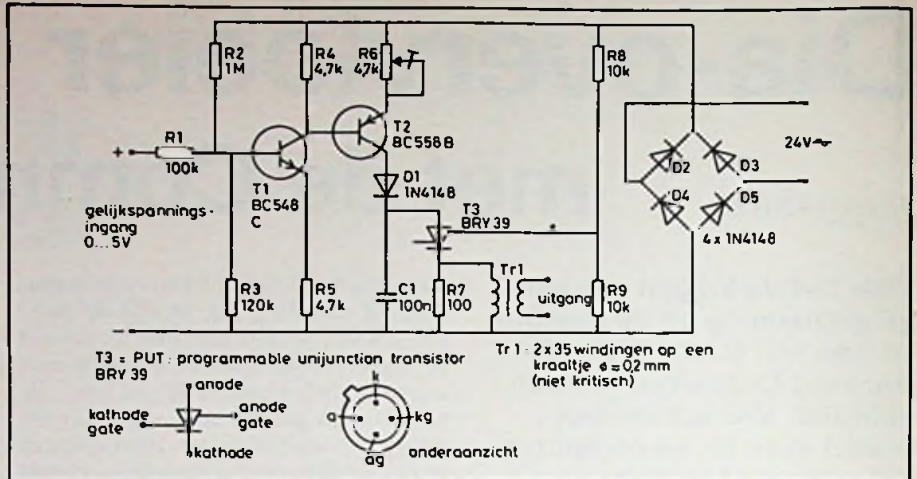 R2
1M
R4
4,7k
R6
4,7k
R8
10k
T2
BC558B
R1
100k
+
24V~
D2
D3
D4
D5
4 x 1N4148
T1
BC548
C
D1
1N4148
T3
BRY 39
gelijkspannings-
ingang
0...5V
Tr1
uitgang
R3
120k
R5
4,7k
C1
100n
R7
100
R9
10k
−
T3 = PUT : programmable unijunction transistor
BRY 39
Tr 1 : 2 x 35 windingen op een
kraaltje ø = 0,2 mm
(niet kritisch)
anode
kathode
gate
anode
gate
kathode
k
a
kg
ag
onderaanzicht